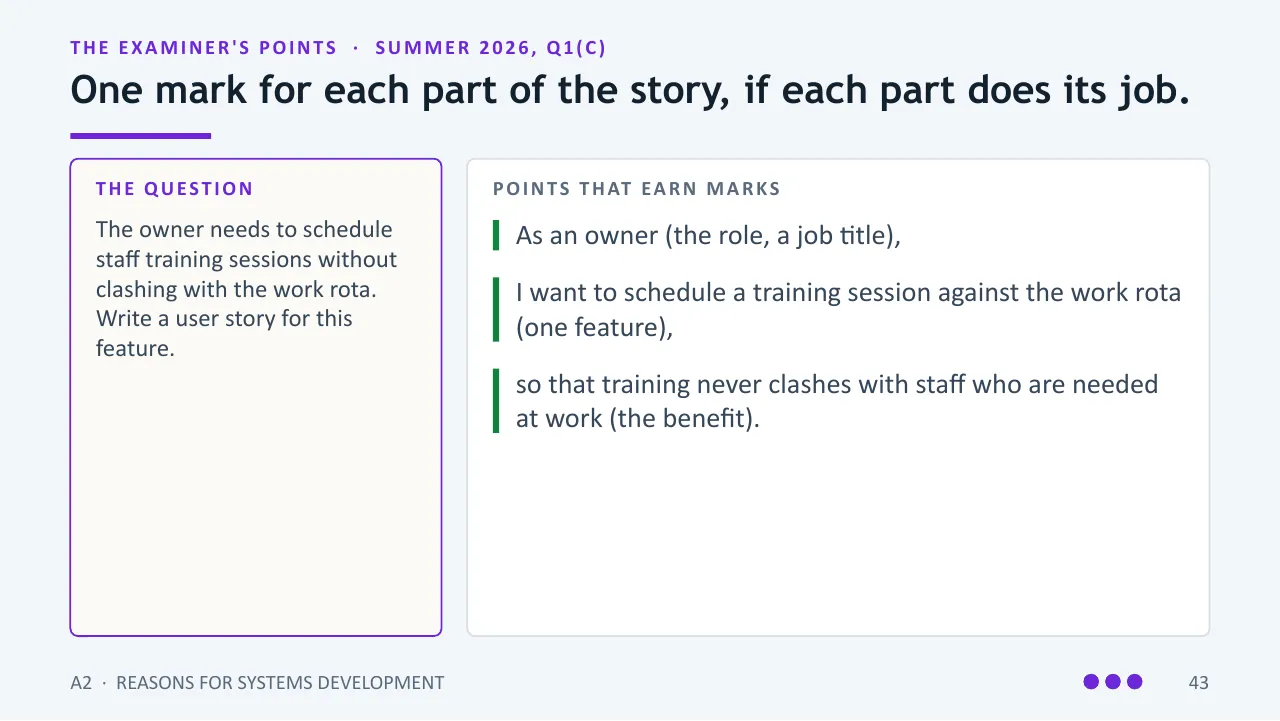 THE EXAMINER'S POINTS · SUMMER 2026, Q1(C)
One mark for each part of the story, if each part does its job.
THE QUESTION
The owner needs to schedule
staff training sessions without
clashing with the work rota.
Write a user story for this
feature.
POINTS THAT EARN MARKS
As an owner (the role, a job title),
I want to schedule a training session against the work rota
(one feature),
so that training never clashes with staff who are needed
at work (the benefit).
A2 · REASONS FOR SYSTEMS DEVELOPMENT
43